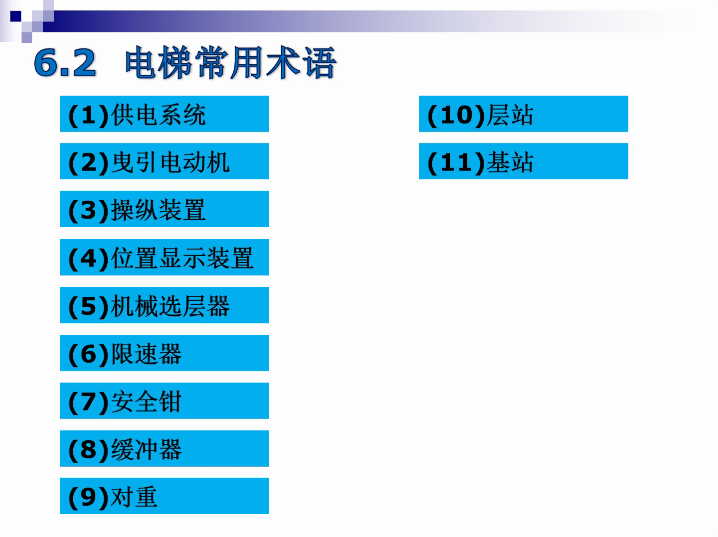 6.2 电梯常用术语
(1)供电系统
(2)曳引电动机
(3)操纵装置
(4)位置显示装置
(5)机械选层器
(6)限速器
(7)安全钳
(8)缓冲器
(9)对重
(10)层站
(11)基站